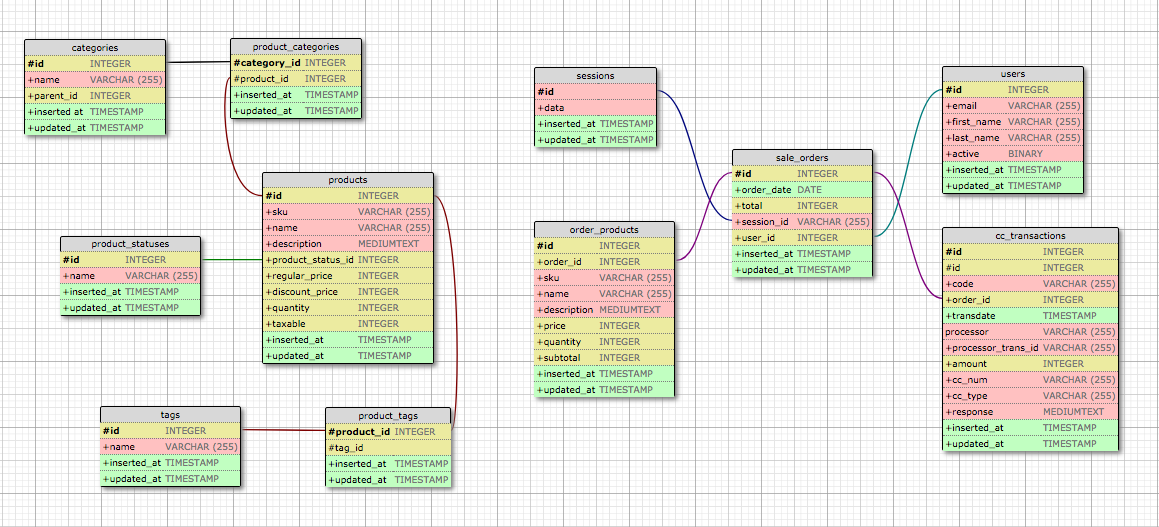 categories
#id INTEGER
+name VARCHAR (255)
+parent_id INTEGER
+inserted at TIMESTAMP
+updated_at TIMESTAMP
product_categories
#category_id INTEGER
#product_id INTEGER
+inserted_at TIMESTAMP
+updated_at TIMESTAMP
products
#id INTEGER
+sku VARCHAR (255)
+name VARCHAR (255)
+description MEDIUMTEXT
+product_status_id INTEGER
+regular_price INTEGER
+discount_price INTEGER
+quantity INTEGER
+taxable INTEGER
+inserted_at TIMESTAMP
+updated_at TIMESTAMP
product_statuses
#id INTEGER
+name VARCHAR (255)
+inserted_at TIMESTAMP
+updated_at TIMESTAMP
tags
#id INTEGER
+name VARCHAR (255)
+inserted_at TIMESTAMP
+updated_at TIMESTAMP
product_tags
#product_id INTEGER
#tag_id
+inserted_at TIMESTAMP
+updated_at TIMESTAMP
sessions
#id
+data
+inserted_at TIMESTAMP
+updated_at TIMESTAMP
order_products
#id INTEGER
+order_id INTEGER
+sku VARCHAR (255)
+name VARCHAR (255)
+description MEDIUMTEXT
+price INTEGER
+quantity INTEGER
+subtotal INTEGER
+inserted_at TIMESTAMP
+updated_at TIMESTAMP
sale_orders
#id INTEGER
+order_date DATE
+total INTEGER
+session_id VARCHAR (255)
+user_id INTEGER
+inserted_at TIMESTAMP
+updated_at TIMESTAMP
users
#id INTEGER
+email VARCHAR (255)
+first_name VARCHAR (255)
+last_name VARCHAR (255)
+active BINARY
+inserted_at TIMESTAMP
+updated_at TIMESTAMP
cc_transactions
#id INTEGER
#id INTEGER
+code VARCHAR (255)
+order_id INTEGER
+transdate TIMESTAMP
processor VARCHAR (255)
+processor_trans_id VARCHAR (255)
+amount INTEGER
+cc_num VARCHAR (255)
+cc_type VARCHAR (255)
+response MEDIUMTEXT
+inserted_at TIMESTAMP
+updated_at TIMESTAMP